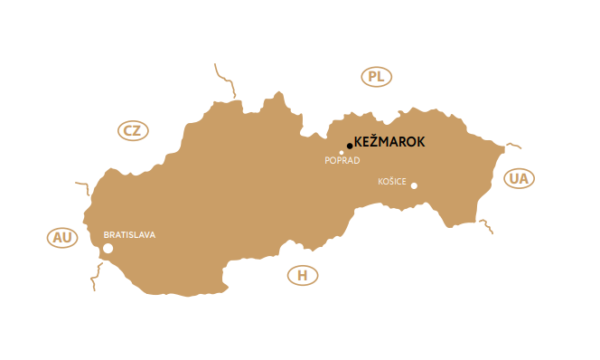 PL
CZ
KEŽMAROK
POPRAD
KOŠICE
UA
AU
BRATISLAVA
H